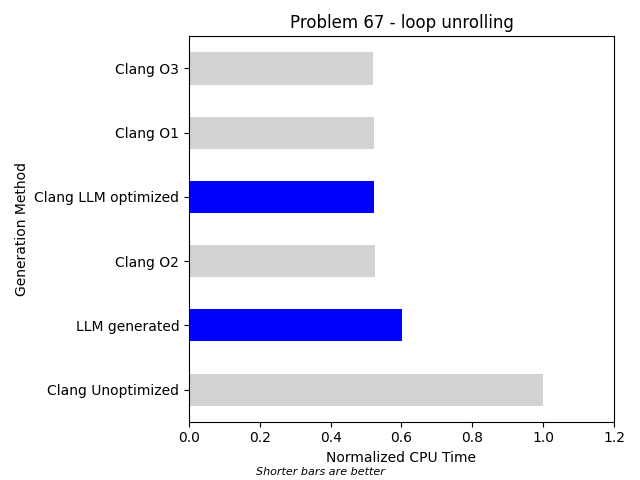 Problem 67 - loop unrolling
Clang O3
Clang O1
Clang LLM optimized
Clang O2
LLM generated
Clang Unoptimized
Generation Method
0.0 0.2 0.4 0.6 0.8 1.0 1.2
Normalized CPU Time
Shorter bars are better